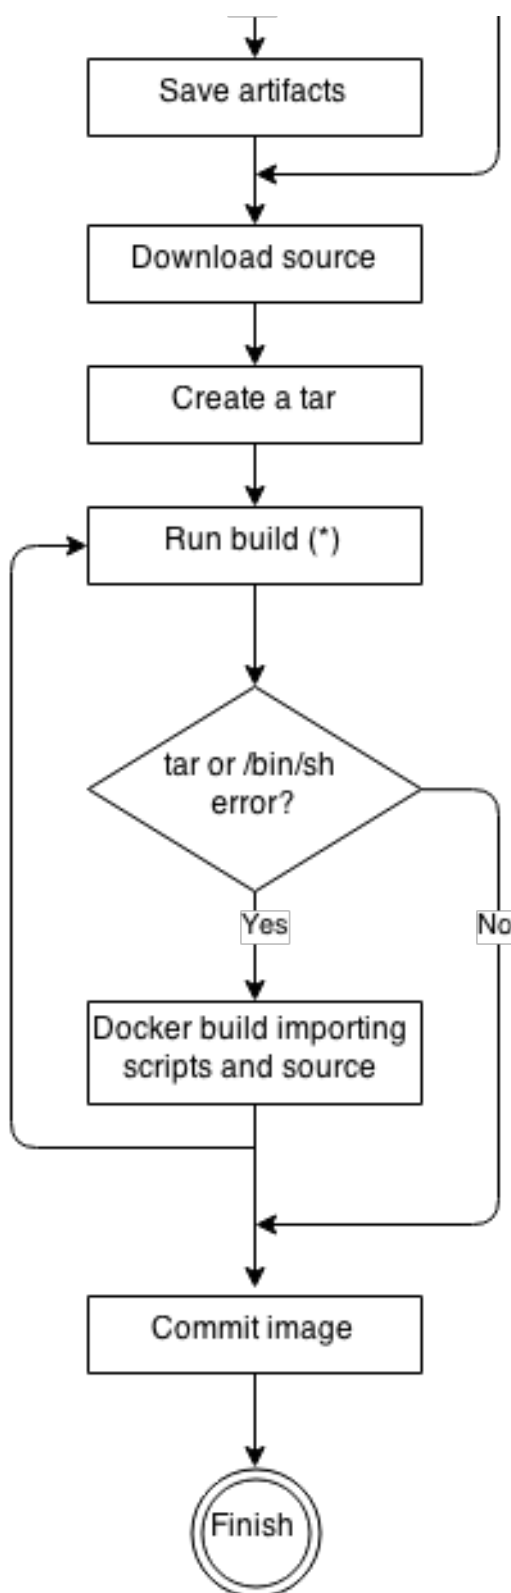 Save artifacts
Download source
Create a tar
Run build (*)
tar or /bin/sh
error?
Yes
No
Docker build importing
scripts and source
Commit image
Finish